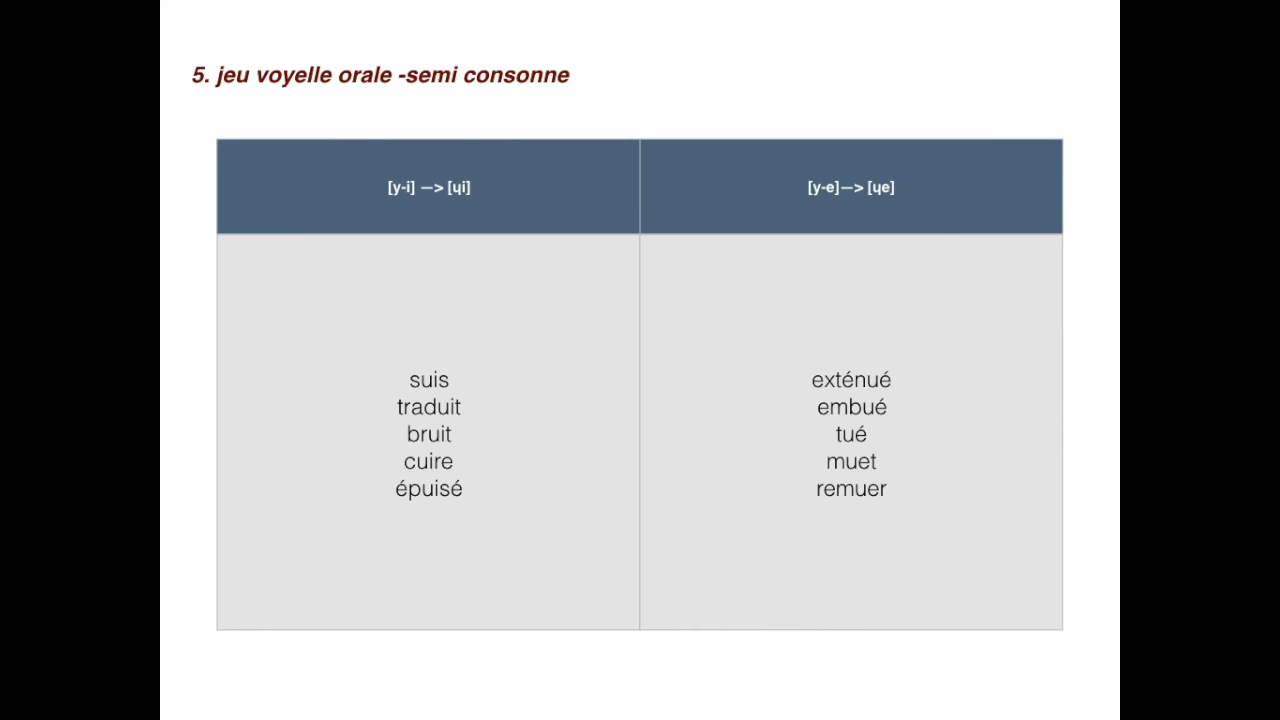 5. jeu voyelle orale -semi consonne
[y-i] —> [ɥi]
[y-e]—> [ɥe]
suis
traduit
bruit
cuire
épuisé
exténué
embué
tué
muet
remuer